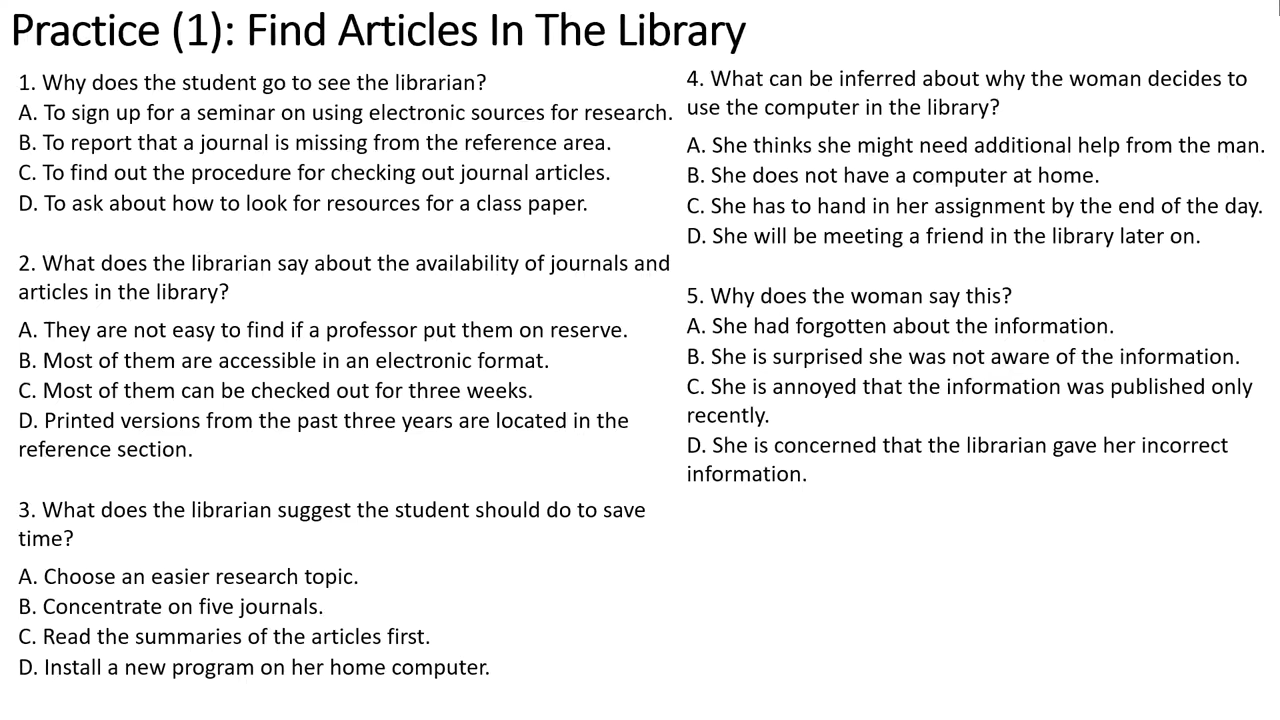 Practice (1): Find Articles In The Library
1. Why does the student go to see the librarian?
A. To sign up for a seminar on using electronic sources for research.
B. To report that a journal is missing from the reference area.
C. To find out the procedure for checking out journal articles.
D. To ask about how to look for resources for a class paper.
2. What does the librarian say about the availability of journals and
articles in the library?
A. They are not easy to find if a professor put them on reserve.
B. Most of them are accessible in an electronic format.
C. Most of them can be checked out for three weeks.
D. Printed versions from the past three years are located in the
reference section.
3. What does the librarian suggest the student should do to save
time?
A. Choose an easier research topic.
B. Concentrate on five journals.
C. Read the summaries of the articles first.
D. Install a new program on her home computer.
4. What can be inferred about why the woman decides to
use the computer in the library?
A. She thinks she might need additional help from the man.
B. She does not have a computer at home.
C. She has to hand in her assignment by the end of the day.
D. She will be meeting a friend in the library later on.
5. Why does the woman say this?
A. She had forgotten about the information.
B. She is surprised she was not aware of the information.
C. She is annoyed that the information was published only
recently.
D. She is concerned that the librarian gave her incorrect
information.